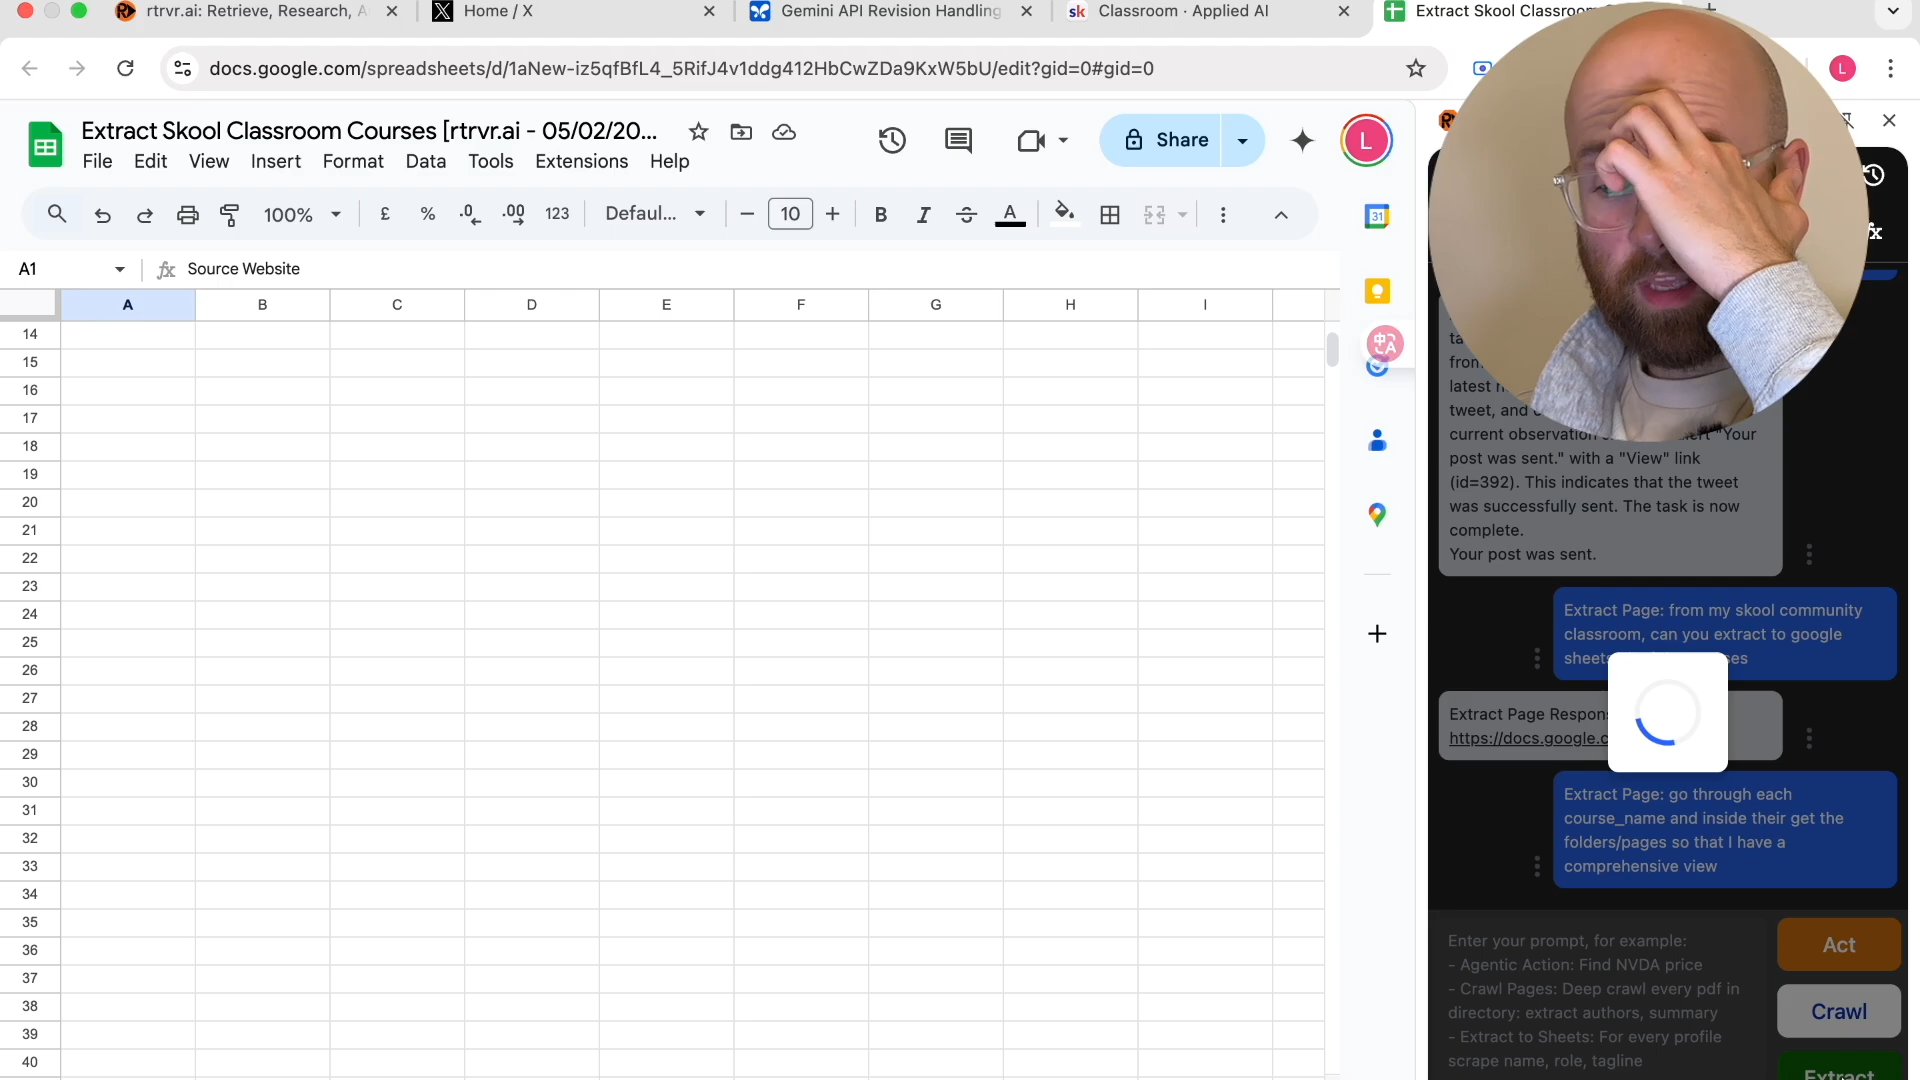 rtrvr.ai: Retrieve, Research, A
Home / X
Gemini API Revision Handling
sk Classroom · Applied AI
Extract Skool Classroom
docs.google.com/spreadsheets/d/1aNew-iz5qfBfL4_5RifJ4v1ddg412HbCwZDa9KxW5bU/edit?gid=0#gid=0
L
Extract Skool Classroom Courses [rtrvr.ai - 05/02/20...
File Edit View Insert Format Data Tools Extensions Help
Share
L
100% £ % .0 .00 123 Defaul... 10 B I A
31
A1 fx Source Website
A B C D E F G H I
14
15
16
17
18
19
20
21
22
23
24
25
26
27
28
29
30
31
32
33
34
35
36
37
38
39
40
from
latest
tweet, and
current observation "Your
post was sent." with a "View" link
(id=392). This indicates that the tweet
was successfully sent. The task is now
complete.
Your post was sent.
Extract Page: from my skool community
classroom, can you extract to google
sheets
Extract Page Respons
https://docs.google.c
Extract Page: go through each
course_name and inside their get the
folders/pages so that I have a
comprehensive view
Enter your prompt, for example:
- Agentic Action: Find NVDA price
- Crawl Pages: Deep crawl every pdf in
directory: extract authors, summary
- Extract to Sheets: For every profile
scrape name, role, tagline
Act
Crawl
Extract